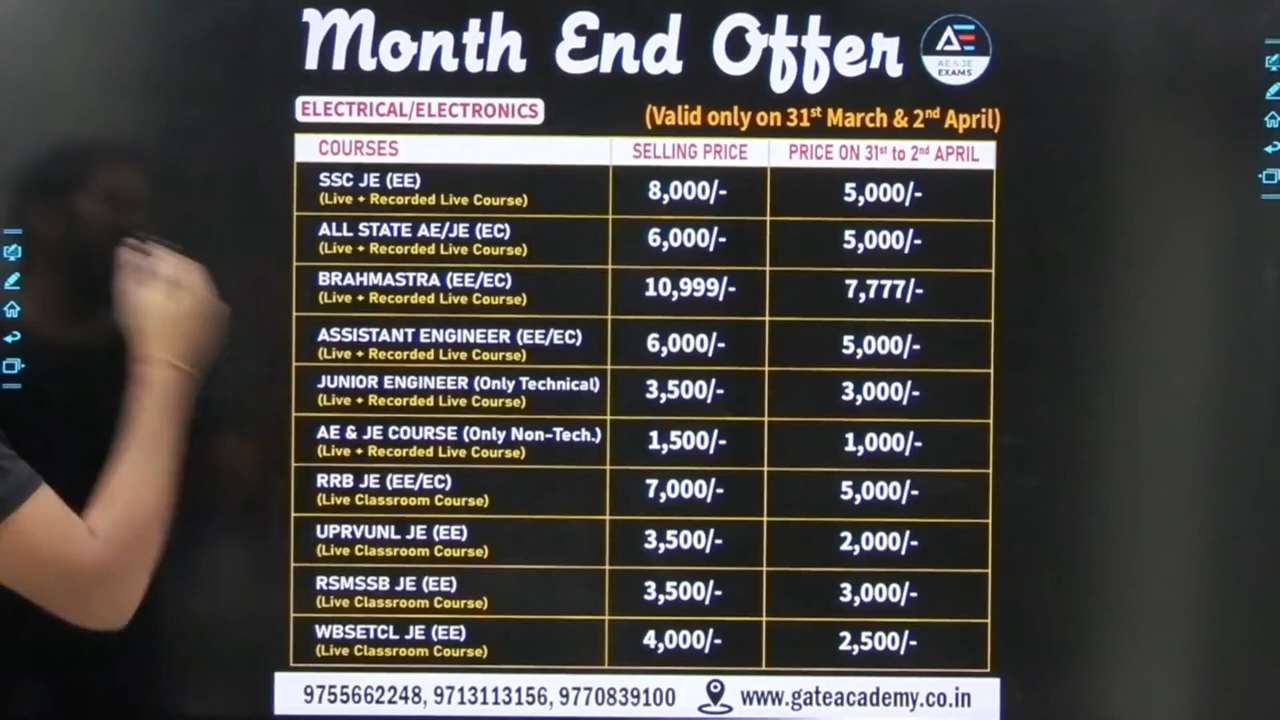 Month End Offer
AE
AE & JE
EXAMS
ELECTRICAL/ELECTRONICS
(Valid only on 31st March & 2nd April)
COURSES SELLING PRICE PRICE ON 31st to 2nd APRIL
SSC JE (EE)
(Live + Recorded Live Course)
8,000/- 5,000/-
ALL STATE AE/JE (EC)
(Live + Recorded Live Course)
6,000/- 5,000/-
BRAHMASTRA (EE/EC)
(Live + Recorded Live Course)
10,999/- 7,777/-
ASSISTANT ENGINEER (EE/EC)
(Live + Recorded Live Course)
6,000/- 5,000/-
JUNIOR ENGINEER (Only Technical)
(Live + Recorded Live Course)
3,500/- 3,000/-
AE & JE COURSE (Only Non-Tech.)
(Live + Recorded Live Course)
1,500/- 1,000/-
RRB JE (EE/EC)
(Live Classroom Course)
7,000/- 5,000/-
UPRVUNL JE (EE)
(Live Classroom Course)
3,500/- 2,000/-
RSMSSB JE (EE)
(Live Classroom Course)
3,500/- 3,000/-
WBSETCL JE (EE)
(Live Classroom Course)
4,000/- 2,500/-
9755662248, 9713113156, 9770839100 www.gateacademy.co.in